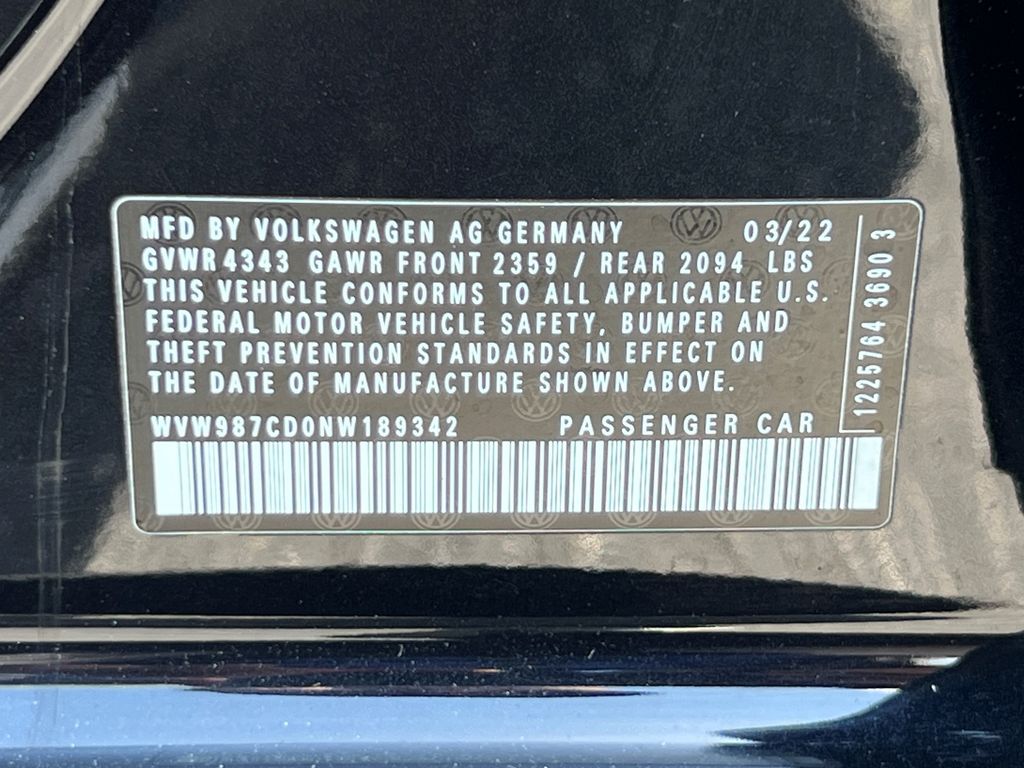 MFD BY VOLKSWAGEN AG GERMANY 03/22
GVWR 4343 GAWR FRONT 2359 / REAR 2094 LBS
THIS VEHICLE CONFORMS TO ALL APPLICABLE U.S.
FEDERAL MOTOR VEHICLE SAFETY, BUMPER AND
THEFT PREVENTION STANDARDS IN EFFECT ON
THE DATE OF MANUFACTURE SHOWN ABOVE.
WVW987CD0NW189342 PASSENGER CAR
1225764 3690 3